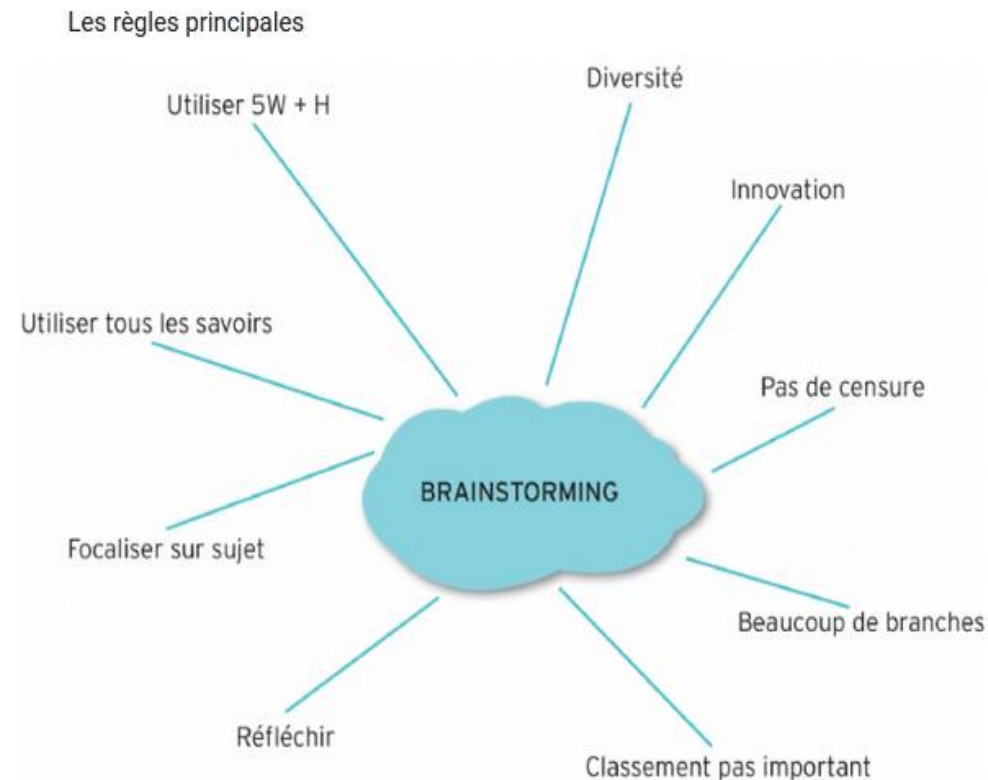 Les règles principales
Diversité
Utiliser 5W + H
Innovation
Utiliser tous les savoirs
Pas de censure
BRAINSTORMING
Focaliser sur sujet
Beaucoup de branches
Réfléchir
Classement pas important